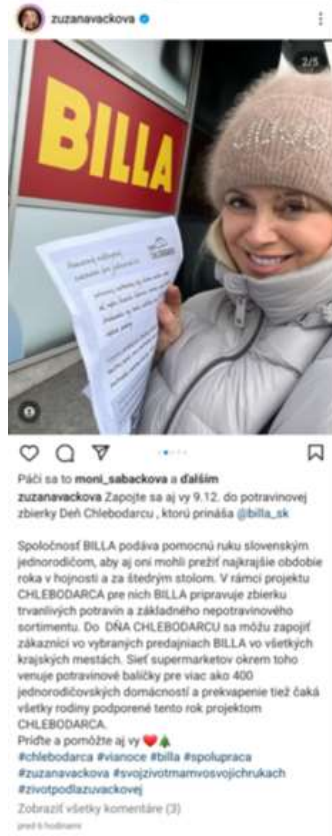 zuzanavackova
2/5
BILLA
Páči sa to moni_sabackova a ďalším
zuzanavackova Zapojte sa aj vy 9.12. do potravinovej
zbierky Deň Chlebodarcu , ktorú prináša @billa_sk
Spoločnosť BILLA podáva pomocnú ruku slovenským
jednorodičom, aby aj oni mohli prežiť najkrajšie obdobie
roka v hojnosti a za štedrým stolom. V rámci projektu
CHLEBODARCA pre nich BILLA pripravuje zbierku
trvanlivých potravín a základného nepotravinového
sortimentu. Do DŇA CHLEBODARCU sa môžu zapojiť
zákazníci vo vybraných predajniach BILLA vo všetkých
krajských mestách. Sieť supermarketov okrem toho
venuje potravinové balíčky pre viac ako 400
jednorodičovských domácností a prekvapenie tiež čaká
všetky rodiny podporené tento rok projektom
CHLEBODARCA.
Príďte a pomôžte aj vy ❤️🎄
#chlebodarca #vianoce #billa #spolupraca
#zuzanavackova #svojzivotmamvosvojichrukach
#zivotpodlazuvackovej
Zobraziť všetky komentáre (3)
pred 6 hodinami